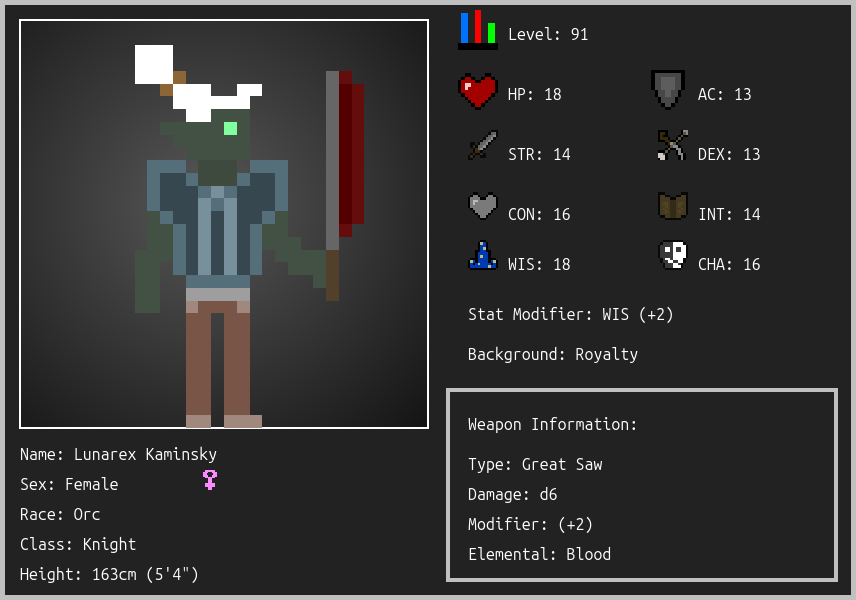 Level: 91
HP: 18
AC: 13
STR: 14
DEX: 13
CON: 16
INT: 14
WIS: 18
CHA: 16
Stat Modifier: WIS (+2)
Background: Royalty
Weapon Information:
Type: Great Saw
Damage: d6
Modifier: (+2)
Elemental: Blood
Name: Lunarex Kaminsky
Sex: Female
Race: Orc
Class: Knight
Height: 163cm (5'4")